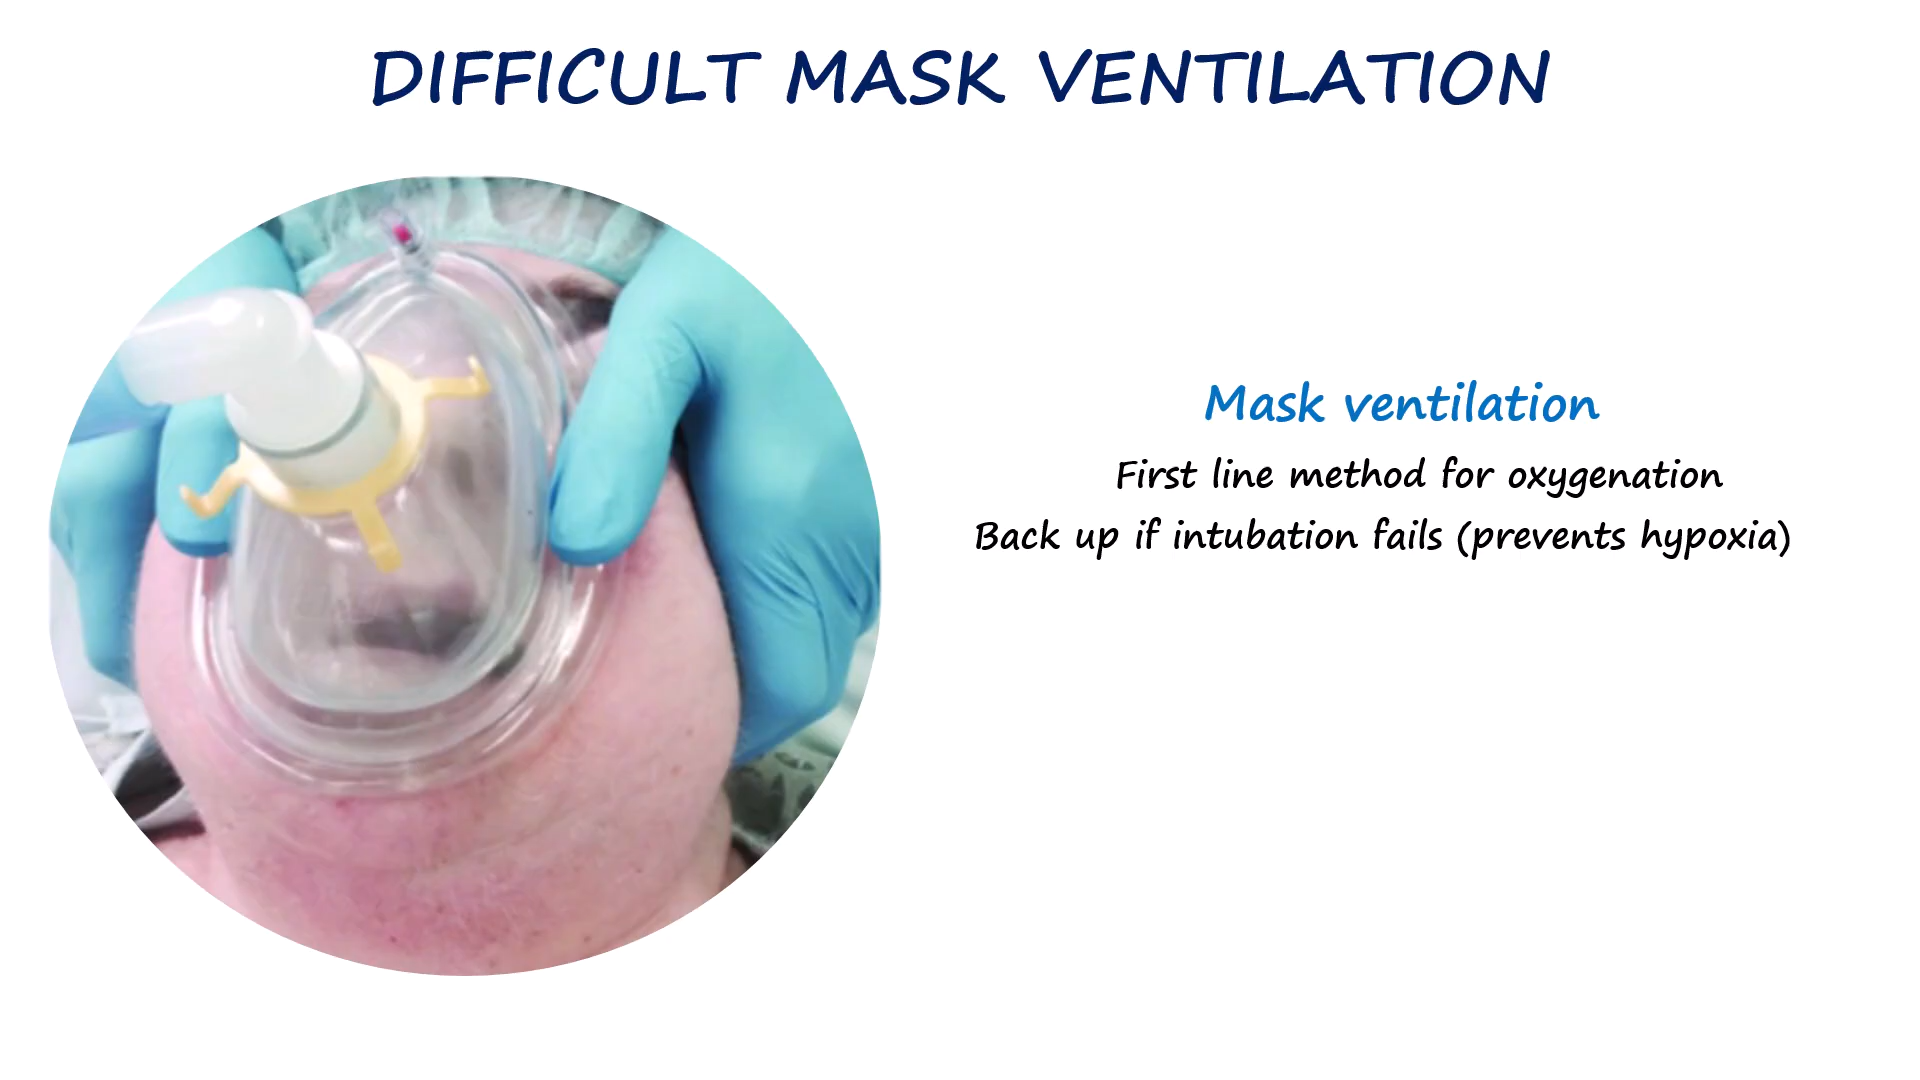 DIFFICULT MASK VENTILATION
Mask ventilation
First line method for oxygenation
Back up if intubation fails (prevents hypoxia)